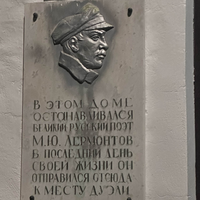 В ЭТОМ ДОМЕ
ОСТАНАВЛИВАЛСЯ
ВЕЛИКИЙ РУССКИЙ ПОЭТ
М.Ю. ЛЕРМОНТОВ
В ПОСЛЕДНИЙ ДЕНЬ
СВОЕЙ ЖИЗНИ ОН
ОТПРАВИЛСЯ ОТСЮДА
К МЕСТУ ДУЭЛИ